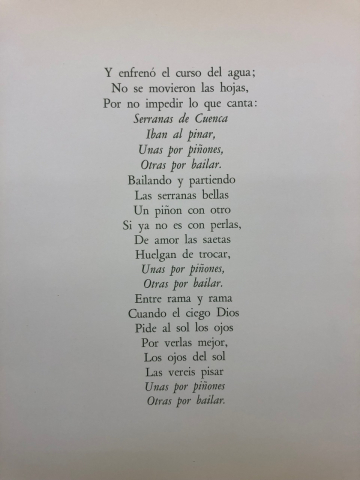 Y enfrenó el curso del agua;
No se movieron las hojas,
Por no impedir lo que canta:
Serranas de Cuenca
Iban al pinar,
Unas por piñones,
Otras por bailar.
Bailando y partiendo
Las serranas bellas
Un piñon con otro
Si ya no es con perlas,
De amor las saetas
Huelgan de trocar,
Unas por piñones,
Otras por bailar.
Entre rama y rama
Cuando el ciego Dios
Pide al sol los ojos
Por verlas mejor,
Los ojos del sol
Las vereis pisar
Unas por piñones
Otras por bailar.